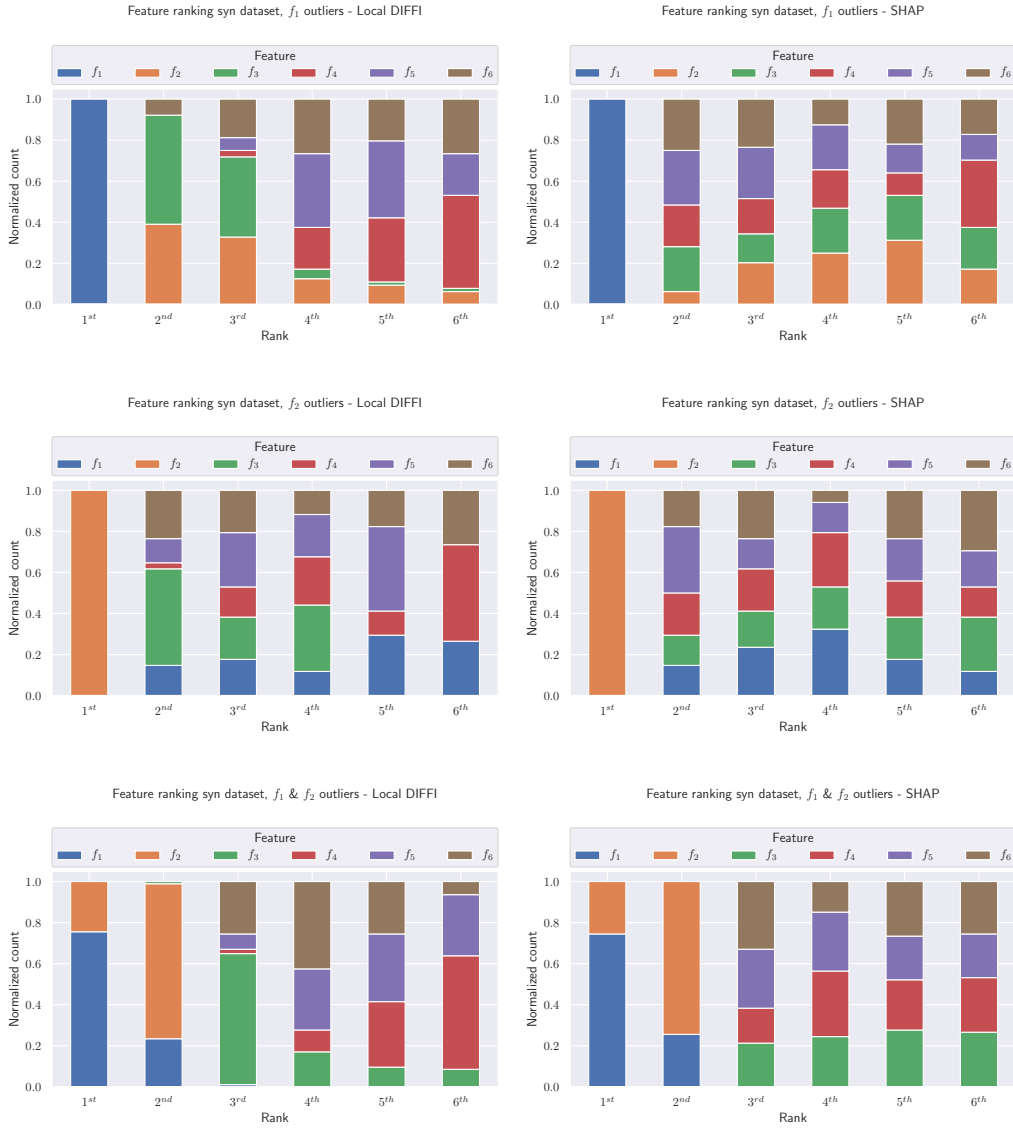 Feature ranking syn dataset, f₁ outliers - Local DIFFI
Feature
f₁ f₂ f₃ f₄ f₅ f₆
Normalized count
1.0
0.8
0.6
0.4
0.2
0.0
1ˢᵗ 2ⁿᵈ 3ʳᵈ 4ᵗʰ 5ᵗʰ 6ᵗʰ
Rank
Feature ranking syn dataset, f₁ outliers - SHAP
Feature
f₁ f₂ f₃ f₄ f₅ f₆
Normalized count
1.0
0.8
0.6
0.4
0.2
0.0
1ˢᵗ 2ⁿᵈ 3ʳᵈ 4ᵗʰ 5ᵗʰ 6ᵗʰ
Rank
Feature ranking syn dataset, f₂ outliers - Local DIFFI
Feature
f₁ f₂ f₃ f₄ f₅ f₆
Normalized count
1.0
0.8
0.6
0.4
0.2
0.0
1ˢᵗ 2ⁿᵈ 3ʳᵈ 4ᵗʰ 5ᵗʰ 6ᵗʰ
Rank
Feature ranking syn dataset, f₂ outliers - SHAP
Feature
f₁ f₂ f₃ f₄ f₅ f₆
Normalized count
1.0
0.8
0.6
0.4
0.2
0.0
1ˢᵗ 2ⁿᵈ 3ʳᵈ 4ᵗʰ 5ᵗʰ 6ᵗʰ
Rank
Feature ranking syn dataset, f₁ & f₂ outliers - Local DIFFI
Feature
f₁ f₂ f₃ f₄ f₅ f₆
Normalized count
1.0
0.8
0.6
0.4
0.2
0.0
1ˢᵗ 2ⁿᵈ 3ʳᵈ 4ᵗʰ 5ᵗʰ 6ᵗʰ
Rank
Feature ranking syn dataset, f₁ & f₂ outliers - SHAP
Feature
f₁ f₂ f₃ f₄ f₅ f₆
Normalized count
1.0
0.8
0.6
0.4
0.2
0.0
1ˢᵗ 2ⁿᵈ 3ʳᵈ 4ᵗʰ 5ᵗʰ 6ᵗʰ
Rank